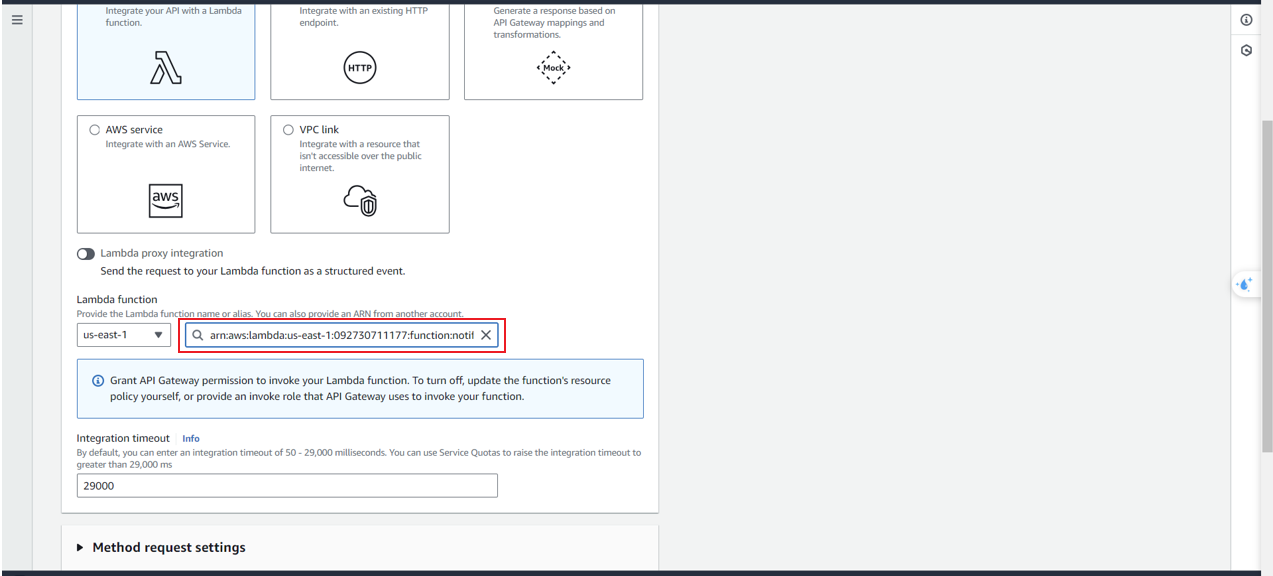 Integrate your API with a Lambda
function.
Integrate with an existing HTTP
endpoint.
Generate a response based on
API Gateway mappings and
transformations.
HTTP
Mock
AWS service
Integrate with an AWS Service.
aws
VPC link
Integrate with a resource that
isn't accessible over the public
internet.
Lambda proxy integration
Send the request to your Lambda function as a structured event.
Lambda function
Provide the Lambda function name or alias. You can also provide an ARN from another account.
us-east-1
arn:aws:lambda:us-east-1:092730711177:function:notif
Grant API Gateway permission to invoke your Lambda function. To turn off, update the function's resource
policy yourself, or provide an invoke role that API Gateway uses to invoke your function.
Integration timeout
Info
By default, you can enter an integration timeout of 50 - 29,000 milliseconds. You can use Service Quotas to raise the integration timeout to
greater than 29,000 ms
29000
Method request settings